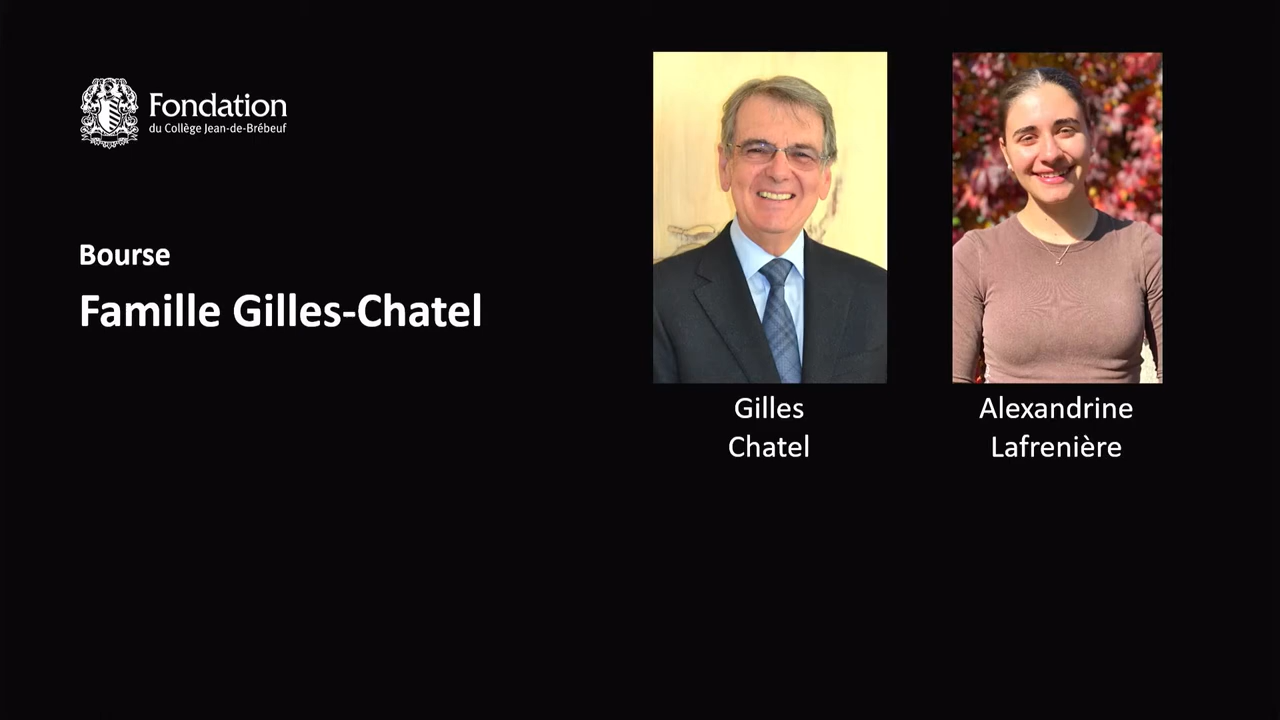 Fondation
du Collège Jean-de-Brébeuf
Bourse
Famille Gilles-Chatel
Gilles
Chatel
Alexandrine
Lafrenière